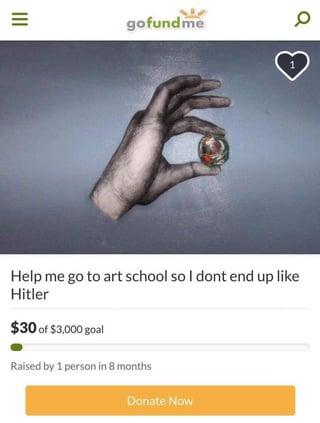 gofundme
1
Help me go to art school so I dont end up like
Hitler
$30 of $3,000 goal
Raised by 1 person in 8 months
Donate Now